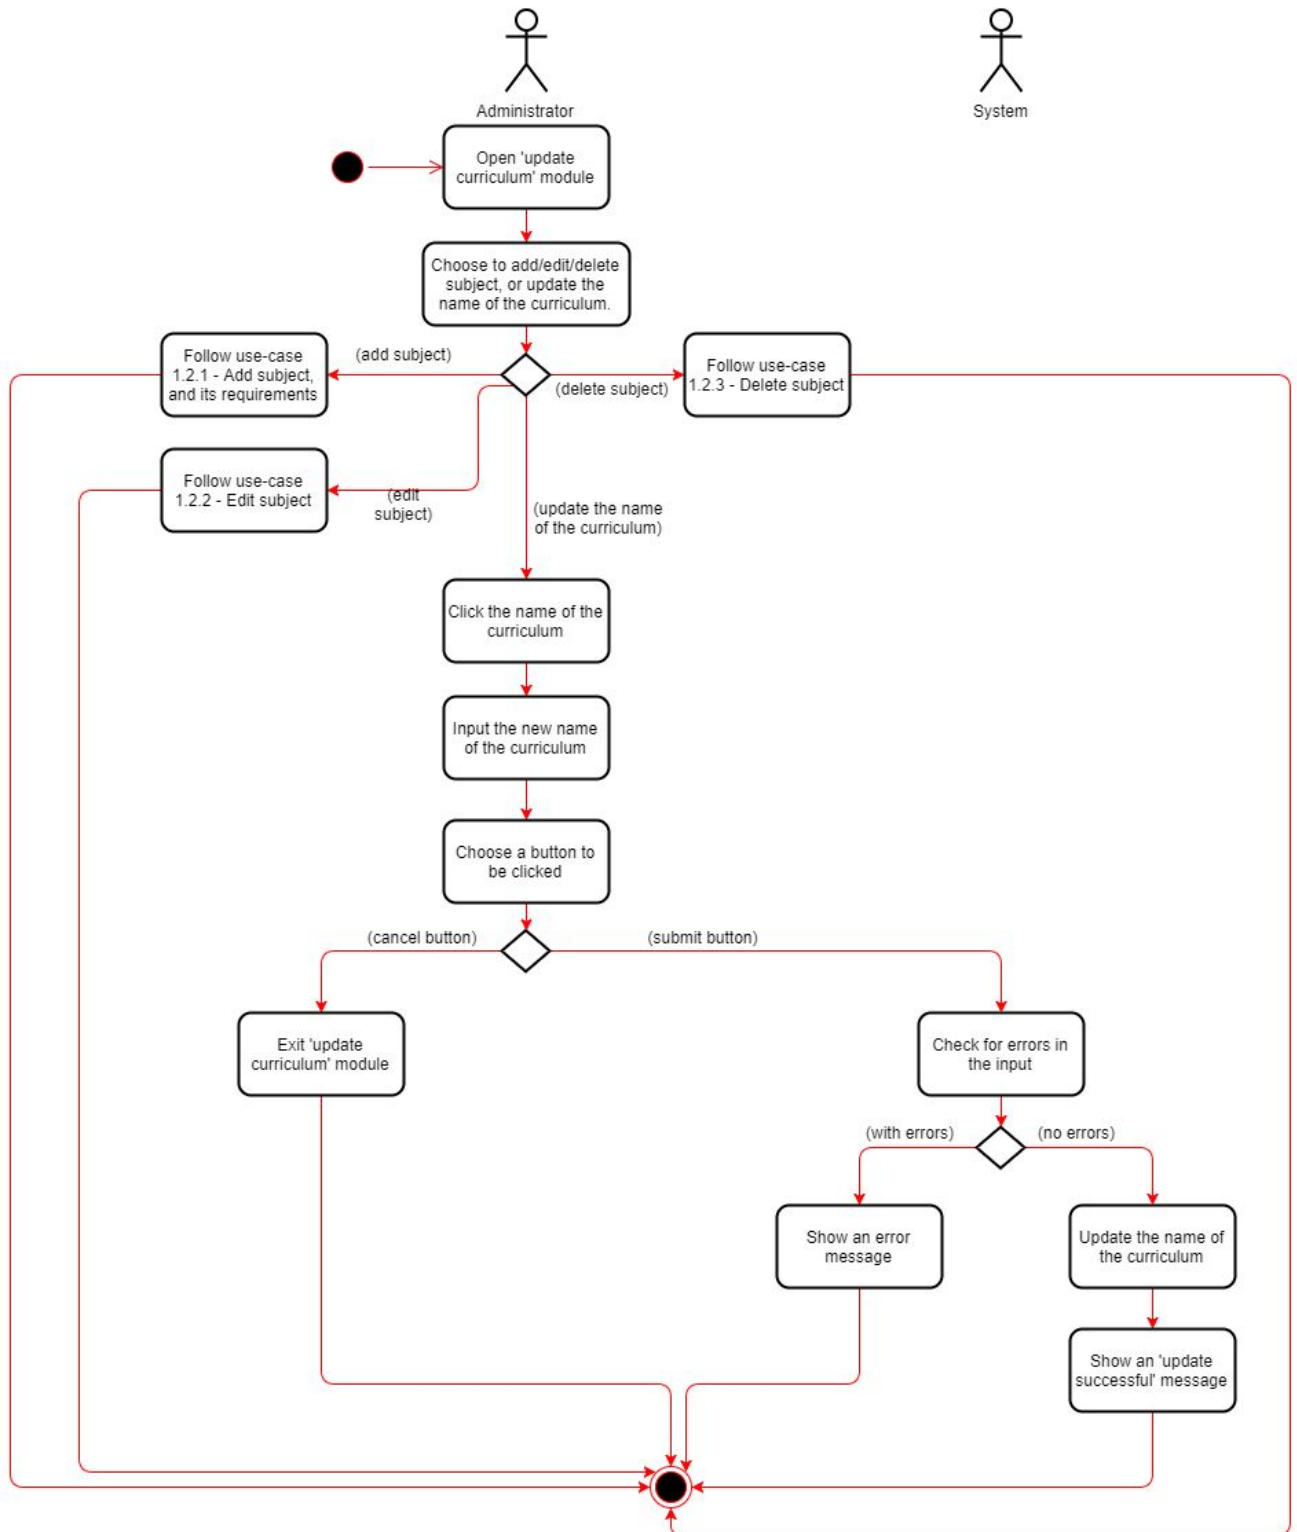 Administrator
System
Open 'update
curriculum' module
Choose to add/edit/delete
subject, or update the
name of the curriculum.
Follow use-case
1.2.1 - Add subject,
and its requirements
(add subject)
(delete subject)
Follow use-case
1.2.3 - Delete subject
Follow use-case
1.2.2 - Edit subject
(edit
subject)
(update the name
of the curriculum)
Click the name of the
curriculum
Input the new name
of the curriculum
Choose a button to
be clicked
(cancel button)
(submit button)
Exit 'update
curriculum' module
Check for errors in
the input
(with errors)
(no errors)
Show an error
message
Update the name of
the curriculum
Show an 'update
successful' message